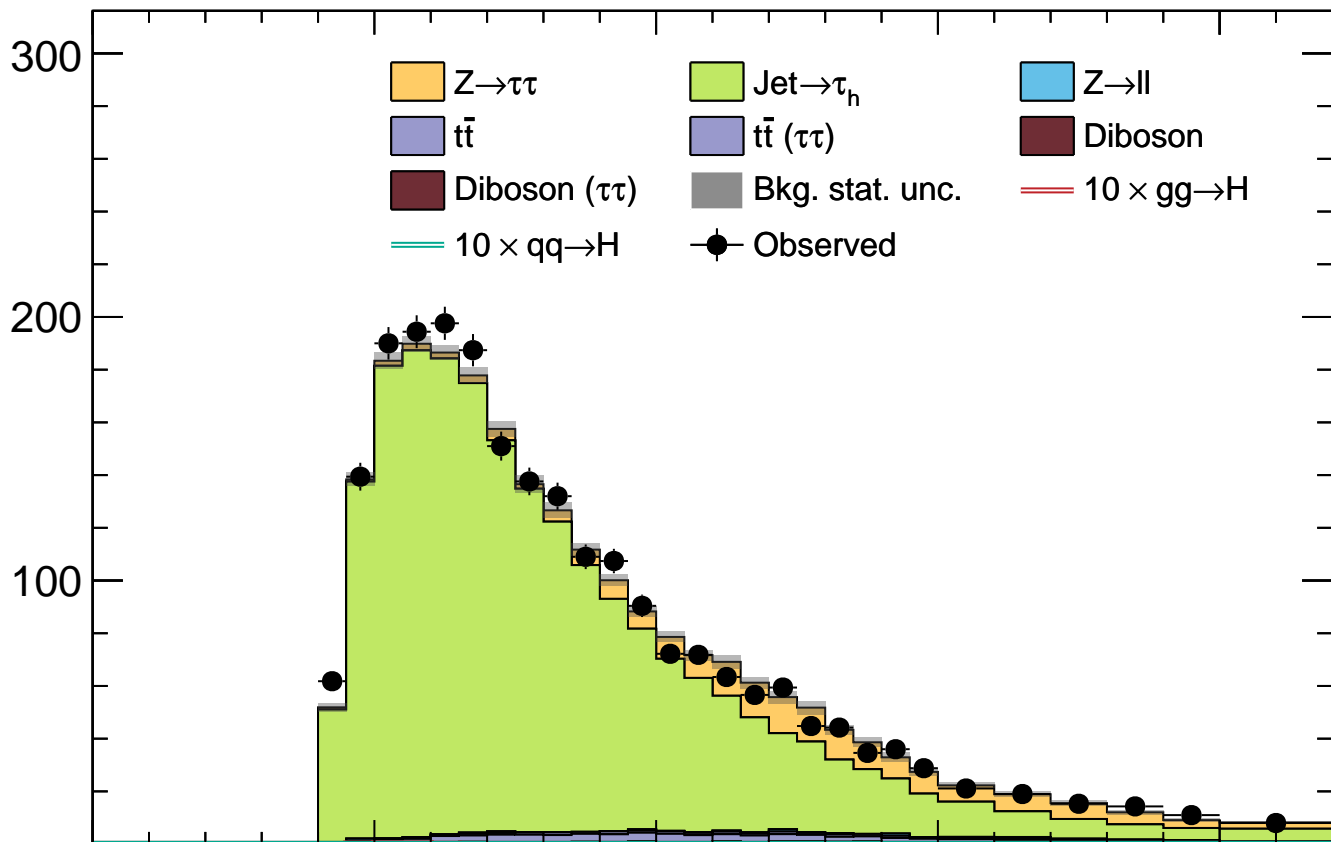 300
Z→ττ Jet→τₕ Z→ll
tt̄ tt̄ (ττ) Diboson
Diboson (ττ) Bkg. stat. unc. 10 × gg→H
10 × qq→H Observed
200
100